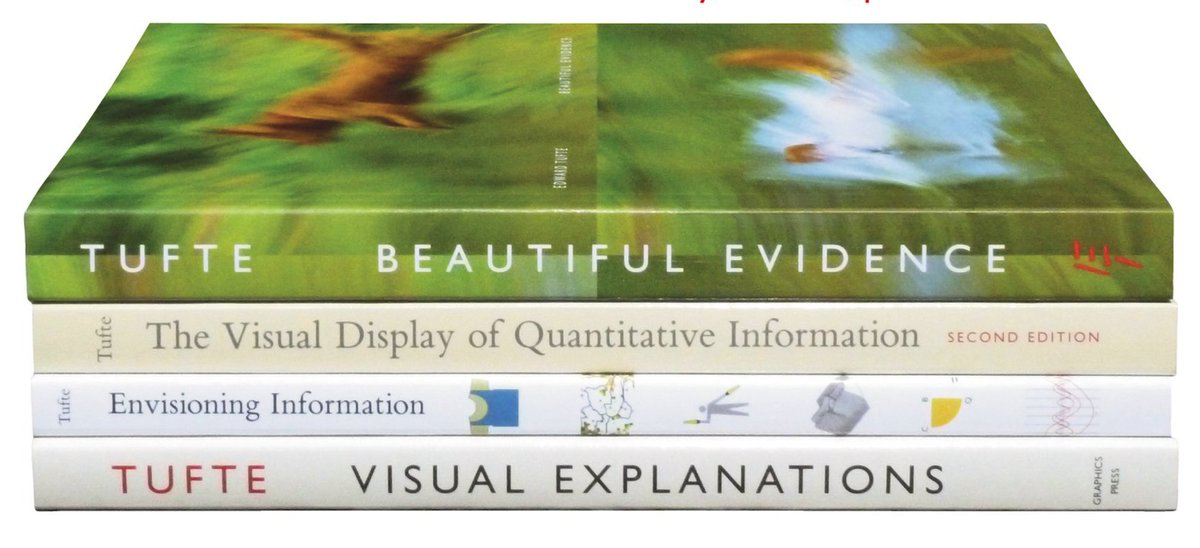 BEAUTIFUL EVIDENCE
EDWARD TUFTE
TUFTE BEAUTIFUL EVIDENCE
Tufte The Visual Display of Quantitative Information SECOND EDITION
Tufte Envisioning Information
TUFTE VISUAL EXPLANATIONS GRAPHICS PRESS